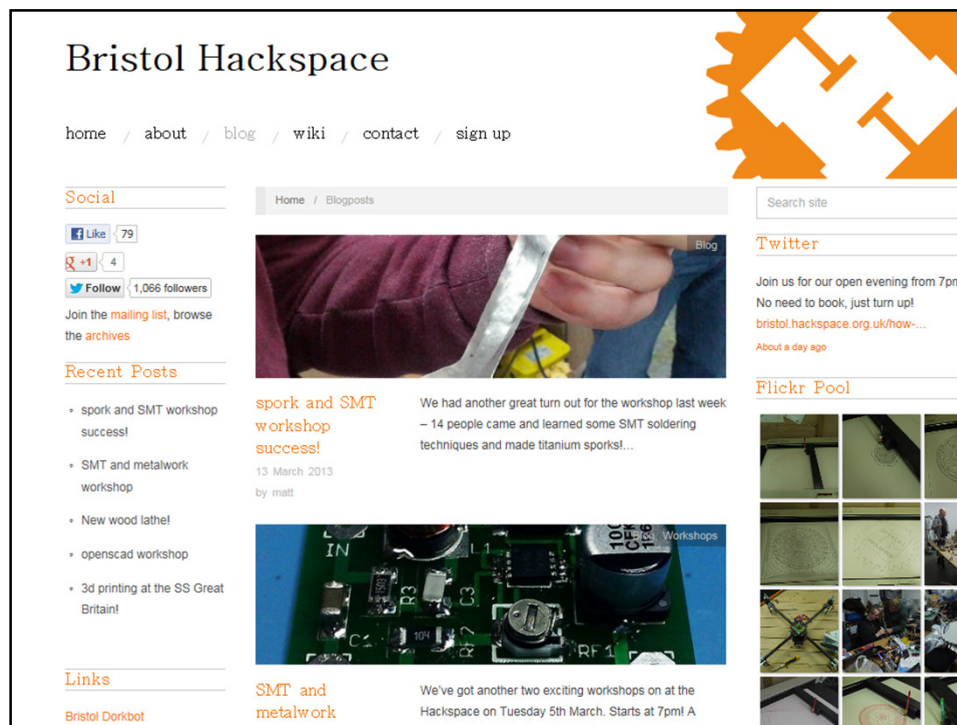 Bristol Hackspace
home / about / blog / wiki / contact / sign up
Social
Like 79
+1 4
Follow 1,066 followers
Join the mailing list, browse
the archives
Recent Posts
spork and SMT workshop
success!
SMT and metalwork
workshop
New wood lathe!
openscad workshop
3d printing at the SS Great
Britain!
Links
Bristol Dorkbot
Home / Blogposts
Blog
spork and SMT
workshop
success!
13 March 2013
by matt
We had another great turn out for the workshop last week
– 14 people came and learned some SMT soldering
techniques and made titanium sporks!…
Blog, Workshops
IN
L1
R3
C3
104
RF2
RF1
SMT and
metalwork
We've got another two exciting workshops on at the
Hackspace on Tuesday 5th March. Starts at 7pm! A
Search site
Twitter
Join us for our open evening from 7pm
No need to book, just turn up!
bristol.hackspace.org.uk/how-…
About a day ago
Flickr Pool